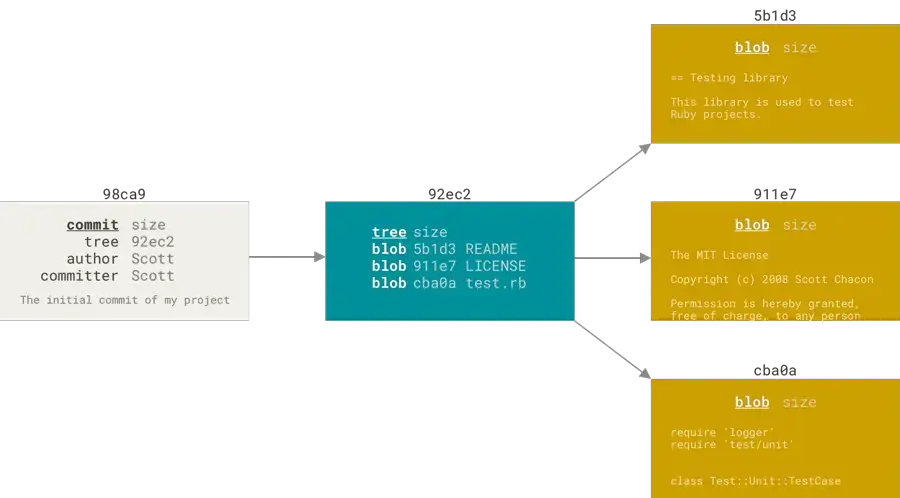 98ca9
commit size
tree 92ec2
author Scott
committer Scott
The initial commit of my project
92ec2
tree size
blob 5b1d3 README
blob 911e7 LICENSE
blob cba0a test.rb
5b1d3
blob size
== Testing library
This library is used to test
Ruby projects.
911e7
blob size
The MIT License
Copyright (c) 2008 Scott Chacon
Permission is hereby granted,
free of charge, to any person
cba0a
blob size
require 'logger'
require 'test/unit'
class Test::Unit::TestCase